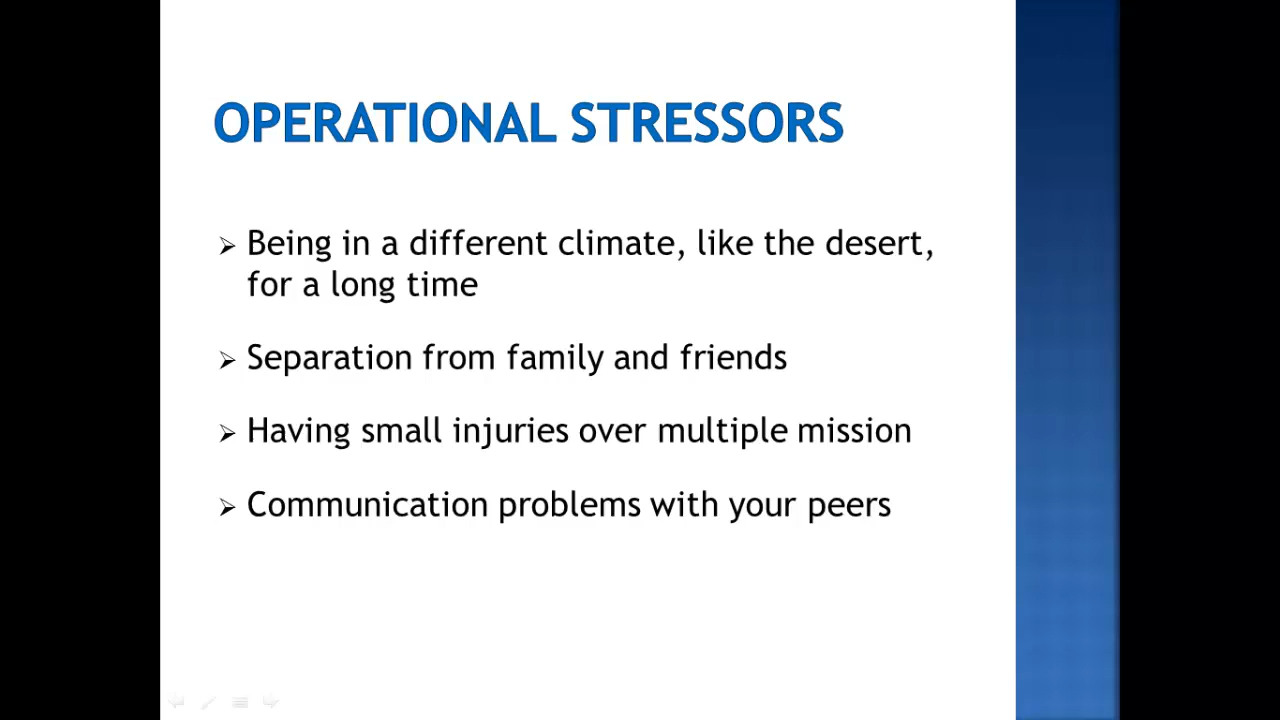 OPERATIONAL STRESSORS
Being in a different climate, like the desert,
for a long time
Separation from family and friends
Having small injuries over multiple mission
Communication problems with your peers